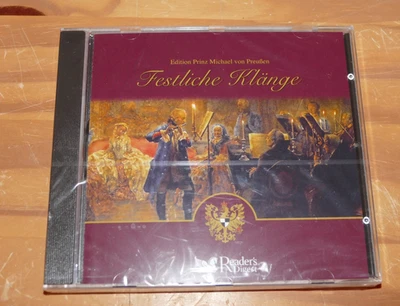 Edition Prinz Michael von Preußen
Festliche Klänge
Reader's
Digest